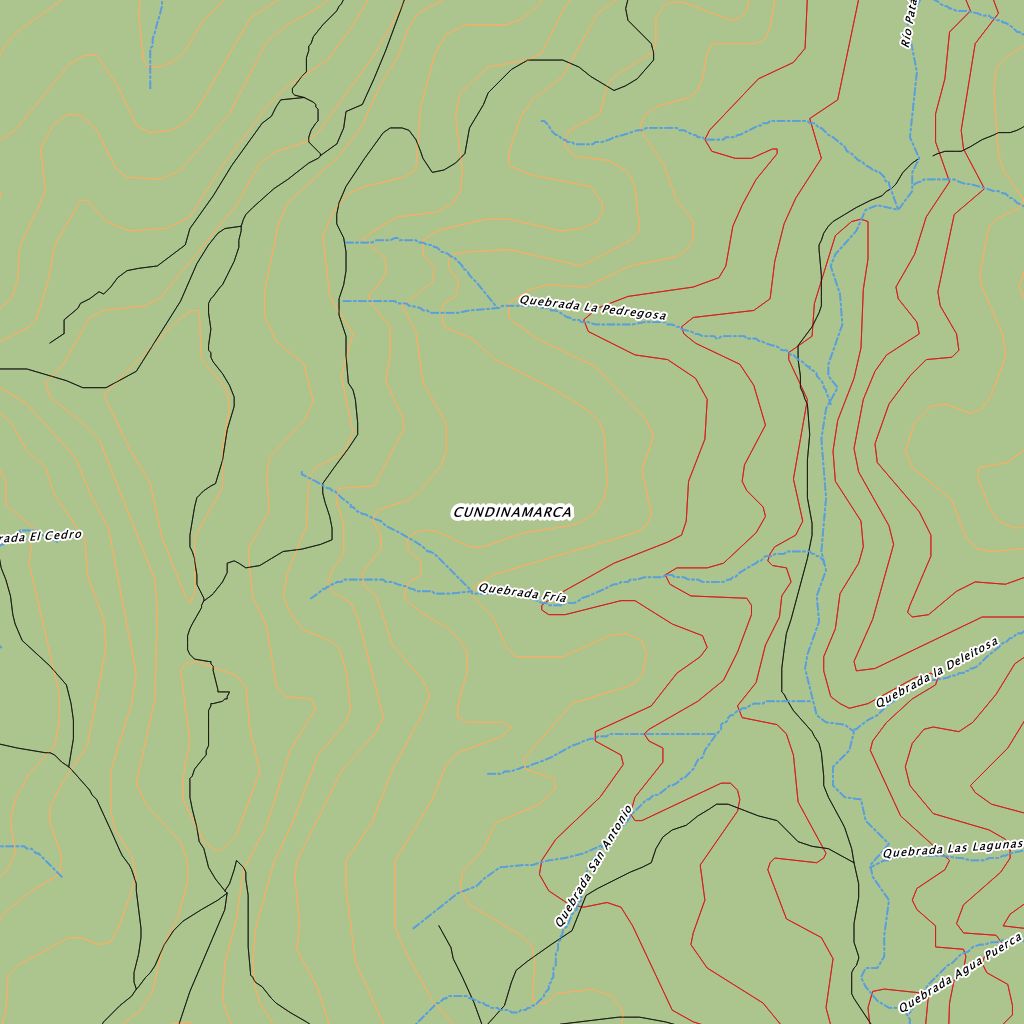 Río Pata
Quebrada La Pedregosa
CUNDINAMARCA
rada El Cedro
Quebrada Fría
Quebrada la Deleitosa
Quebrada San Antonio
Quebrada Las Lagunas
Quebrada Agua Puerca